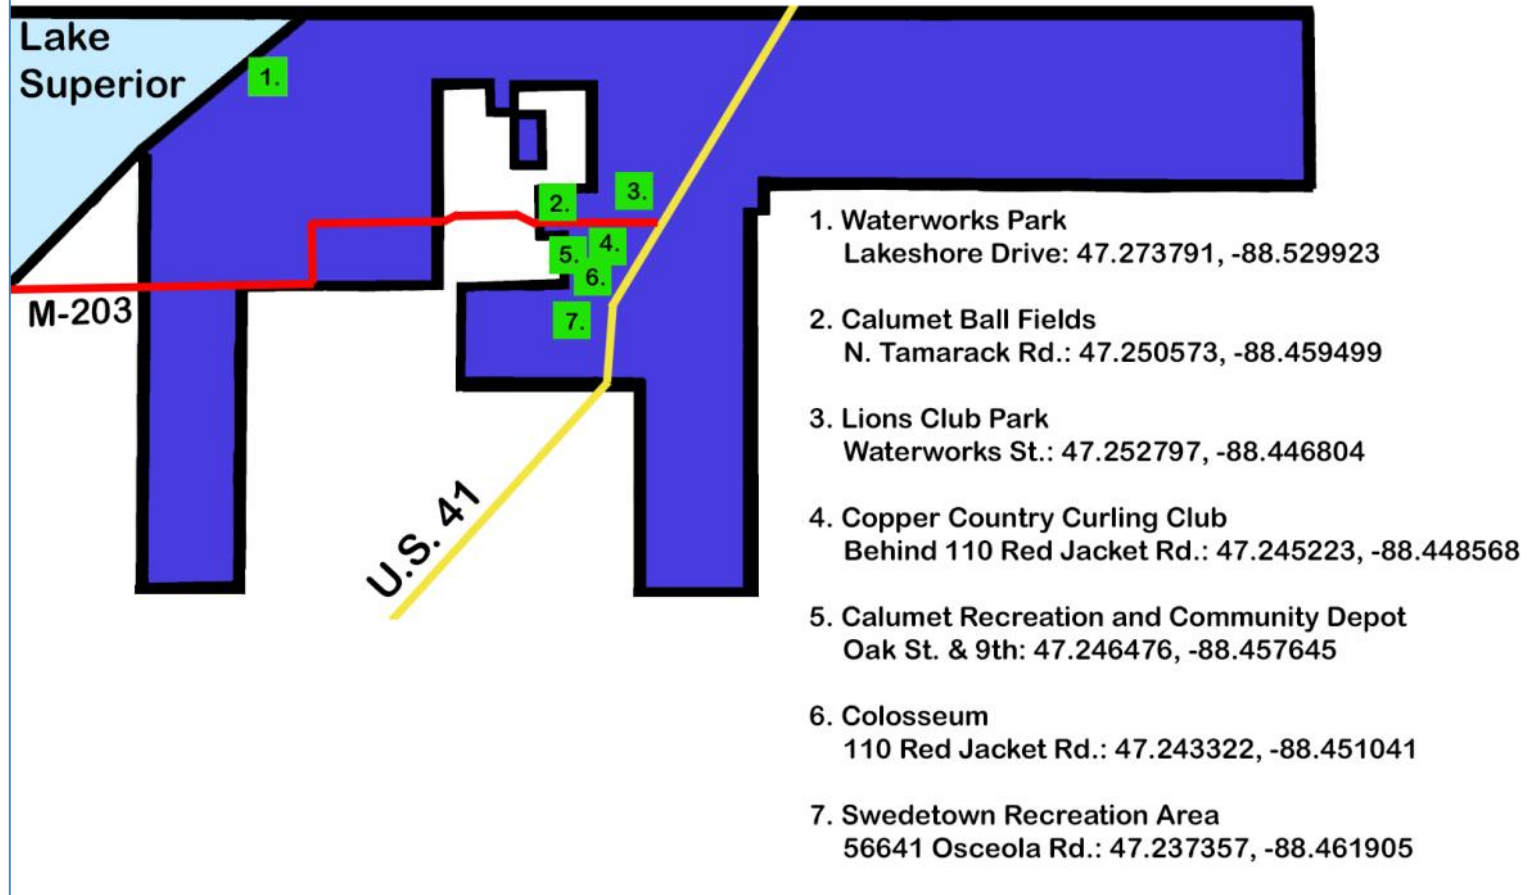 Lake
Superior
1.
3.
2.
4.
5.
6.
7.
M-203
U.S. 41
1. Waterworks Park
Lakeshore Drive: 47.273791, -88.529923
2. Calumet Ball Fields
N. Tamarack Rd.: 47.250573, -88.459499
3. Lions Club Park
Waterworks St.: 47.252797, -88.446804
4. Copper Country Curling Club
Behind 110 Red Jacket Rd.: 47.245223, -88.448568
5. Calumet Recreation and Community Depot
Oak St. & 9th: 47.246476, -88.457645
6. Colosseum
110 Red Jacket Rd.: 47.243322, -88.451041
7. Swedetown Recreation Area
56641 Osceola Rd.: 47.237357, -88.461905